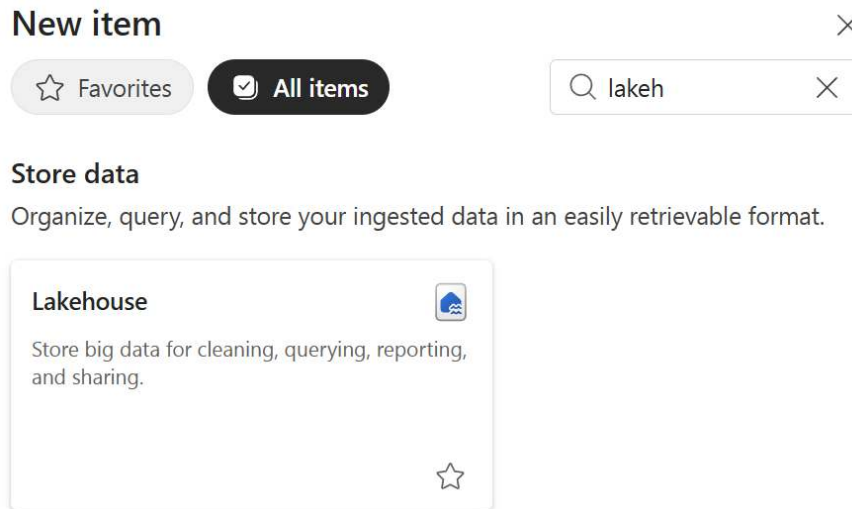 New item
Favorites
All items
lakeh
Store data
Organize, query, and store your ingested data in an easily retrievable format.
Lakehouse
Store big data for cleaning, querying, reporting,
and sharing.